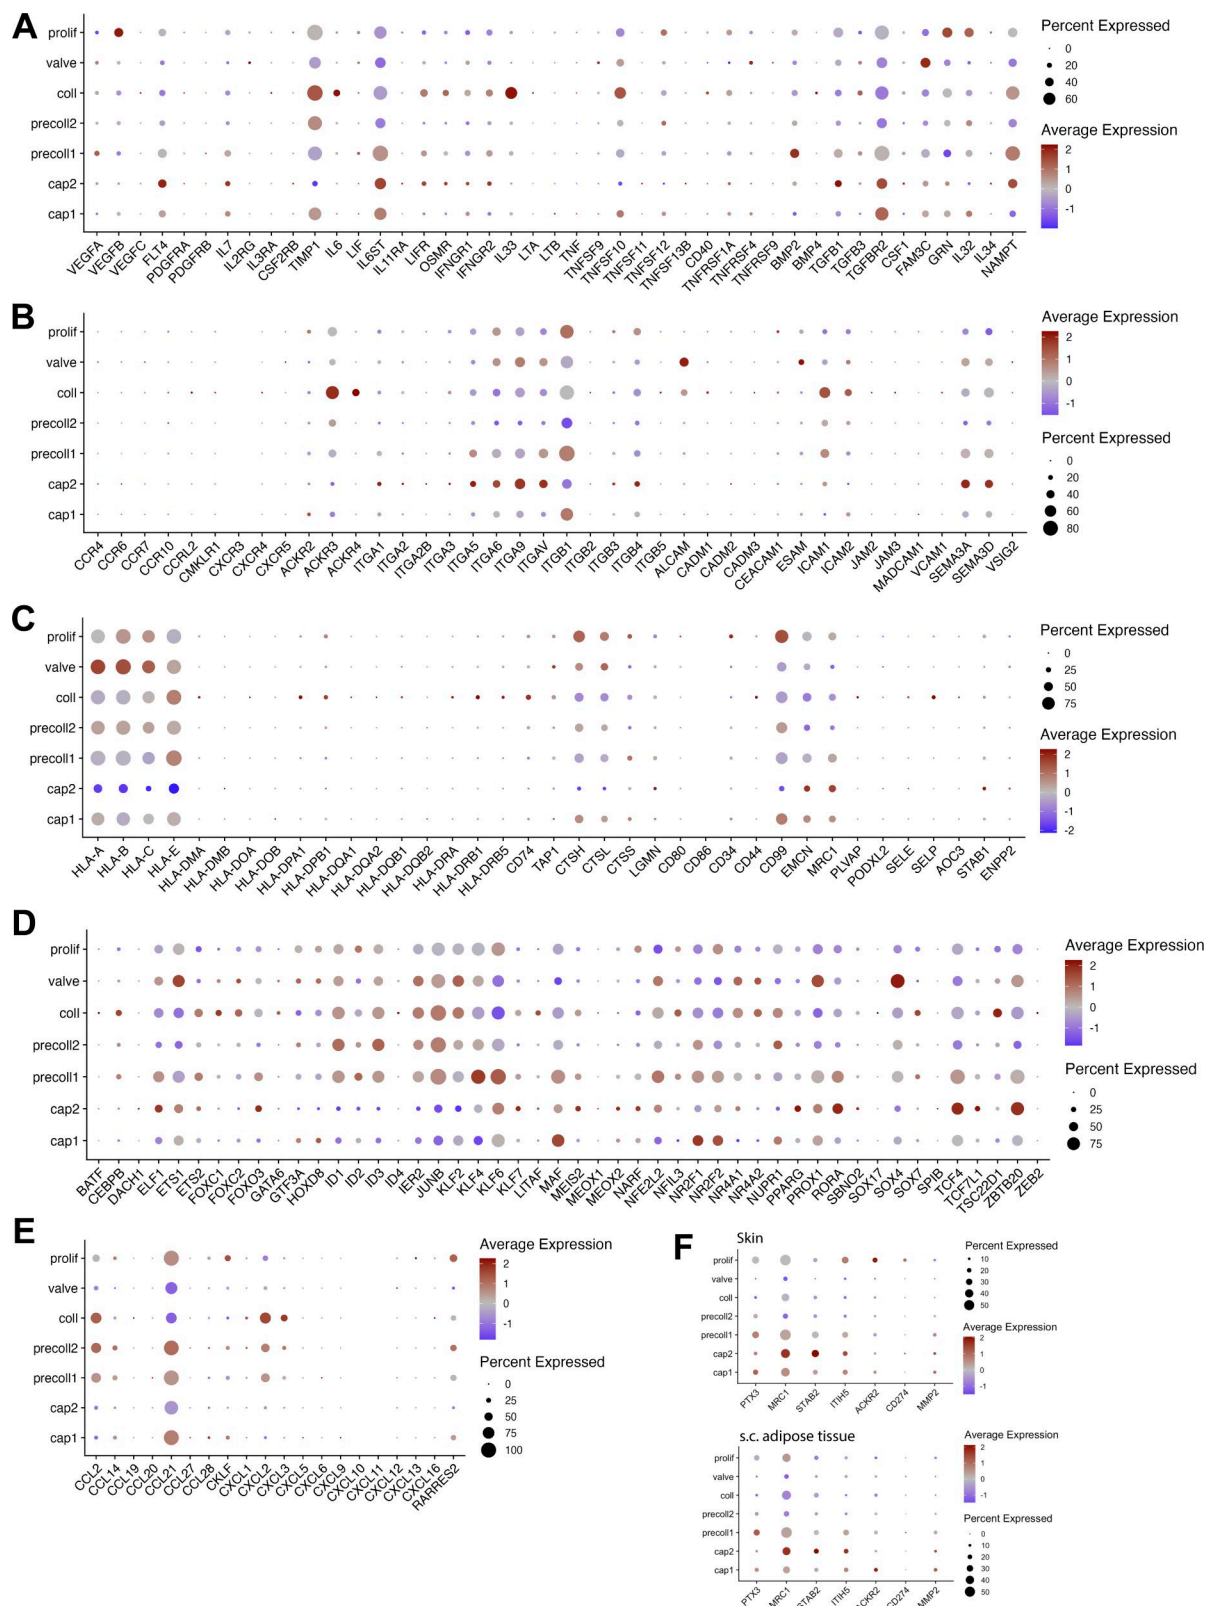 A
prolif
valve
coll
precoll2
precoll1
cap2
cap1
VEGFA VEGFB VEGFC FLT4 PDGFRA PDGFRB IL7 IL2RG IL3RA CSF2RB TIMP1 IL6 LIF IL6ST IL11RA LIFR OSMR IFNGR1 IFNGR2 IL33 LTA LTB TNF TNFSF9 TNFSF10 TNFSF11 TNFSF12 TNFSF13B CD40 TNFRSF1A TNFRSF4 TNFRSF9 BMP2 BMP4 TGFB1 TGFB3 TGFBR2 CSF1 FAM3C GRN IL32 IL34 NAMPT
Percent Expressed
0
20
40
60
Average Expression
2
1
0
-1
B
prolif
valve
coll
precoll2
precoll1
cap2
cap1
CCR4 CCR6 CCR7 CCR10 CCRL2 CMKLR1 CXCR3 CXCR4 CXCR5 ACKR2 ACKR3 ACKR4 ITGA1 ITGA2 ITGA2B ITGA3 ITGA5 ITGA6 ITGA9 ITGAV ITGB1 ITGB2 ITGB3 ITGB4 ITGB5 ALCAM CADM1 CADM2 CADM3 CEACAM1 ESAM ICAM1 ICAM2 JAM2 JAM3 MADCAM1 VCAM1 SEMA3A SEMA3D VSIG2
Average Expression
2
1
0
-1
Percent Expressed
0
20
40
60
80
C
prolif
valve
coll
precoll2
precoll1
cap2
cap1
HLA-A HLA-B HLA-C HLA-E HLA-DMA HLA-DMB HLA-DOA HLA-DOB HLA-DPA1 HLA-DPB1 HLA-DQA1 HLA-DQA2 HLA-DQB1 HLA-DQB2 HLA-DRA HLA-DRB1 HLA-DRB5 CD74 TAP1 CTSH CTSL CTSS LGMN CD80 CD86 CD34 CD44 CD99 EMCN MRC1 PLVAP PODXL2 SELE SELP AOC3 STAB1 ENPP2
Percent Expressed
0
25
50
75
Average Expression
2
1
0
-1
-2
D
prolif
valve
coll
precoll2
precoll1
cap2
cap1
BATF CEBPB DACH1 ELF1 ETS1 ETS2 FOXC1 FOXC2 FOXO3 GATA6 GTF3A HOXD8 ID1 ID2 ID3 ID4 IER2 JUNB KLF2 KLF4 KLF6 KLF7 LITAF MAF MEIS2 MEOX1 MEOX2 NARF NFE2L2 NFIL3 NR2F1 NR2F2 NR4A1 NR4A2 NUPR1 PPARG PROX1 RORA SBNO2 SOX17 SOX4 SOX7 SPIB TCF4 TCF7L1 TSC22D1 ZBTB20 ZEB2
Average Expression
2
1
0
-1
Percent Expressed
0
25
50
75
E
prolif
valve
coll
precoll2
precoll1
cap2
cap1
CCL2 CCL14 CCL19 CCL20 CCL21 CCL27 CCL28 CKLF CXCL1 CXCL2 CXCL3 CXCL5 CXCL6 CXCL9 CXCL10 CXCL11 CXCL12 CXCL13 CXCL16 RARRES2
Average Expression
2
1
0
-1
Percent Expressed
0
25
50
75
100
F
Skin
prolif
valve
coll
precoll2
precoll1
cap2
cap1
PTX3 MRC1 STAB2 ITIH5 ACKR2 CD274 MMP2
Percent Expressed
10
20
30
40
50
Average Expression
2
1
0
-1
s.c. adipose tissue
prolif
valve
coll
precoll2
precoll1
cap2
cap1
PTX3 MRC1 STAB2 ITIH5 ACKR2 CD274 MMP2
Average Expression
2
1
0
-1
Percent Expressed
0
10
20
30
40
50